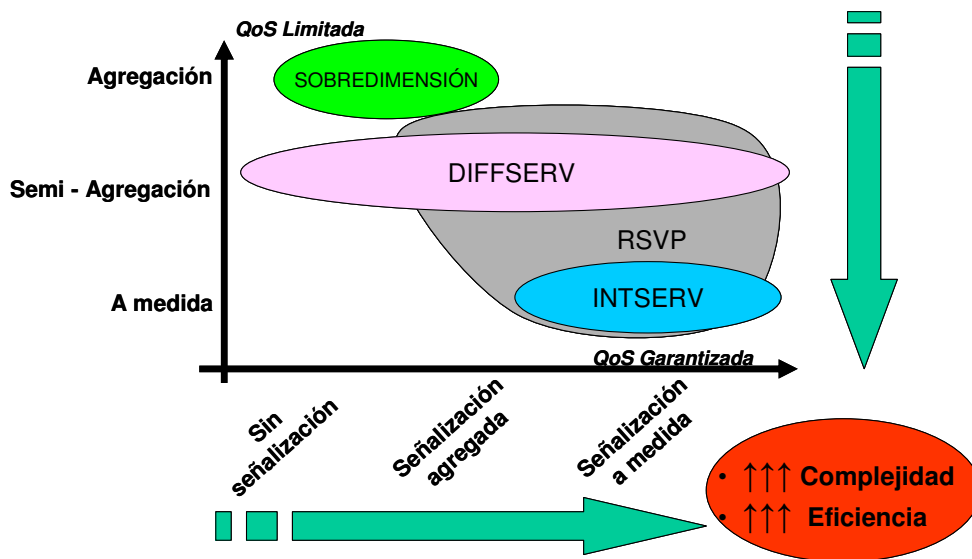 QoS Limitada
Agregación
SOBREDIMENSIÓN
DIFFSERV
Semi - Agregación
RSVP
A medida
INTSERV
QoS Garantizada
Sin
señalización
Señalización
agregada
Señalización
a medida
• ↑↑↑ Complejidad
• ↑↑↑ Eficiencia